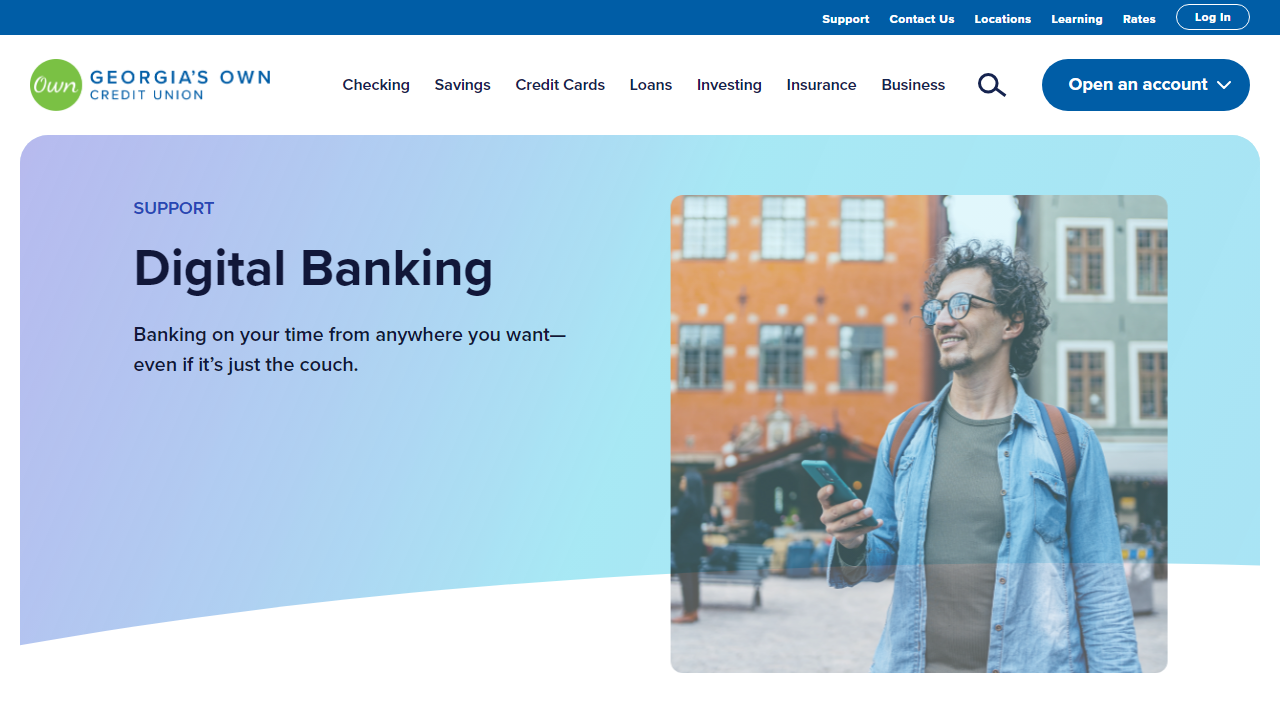 Support Contact Us Locations Learning Rates Log In
Own GEORGIA'S OWN
CREDIT UNION
Checking Savings Credit Cards Loans Investing Insurance Business Open an account
SUPPORT
Digital Banking
Banking on your time from anywhere you want—
even if it’s just the couch.